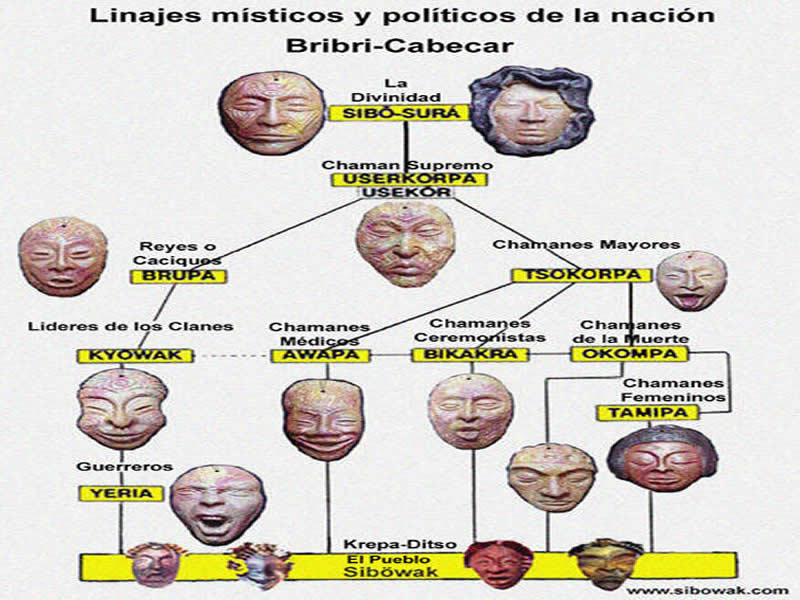 Linajes místicos y políticos de la nación
Bribri-Cabecar
La
Divinidad
SIBÖ-SURÁ
Chaman Supremo
USERKORPA
USEKÖR
Reyes o
Caciques
BRUPA
Chamanes Mayores
TSOKORPA
Lideres de los Clanes
KYOWAK
Chamanes
Médicos
AWAPA
Chamanes
Ceremonistas
BIKAKRA
Chamanes
de la Muerte
OKOMPA
Chamanes
Femeninos
TAMIPA
Guerreros
YERIA
Krepa-Ditso
El Pueblo
Siböwak
www.sibowak.com